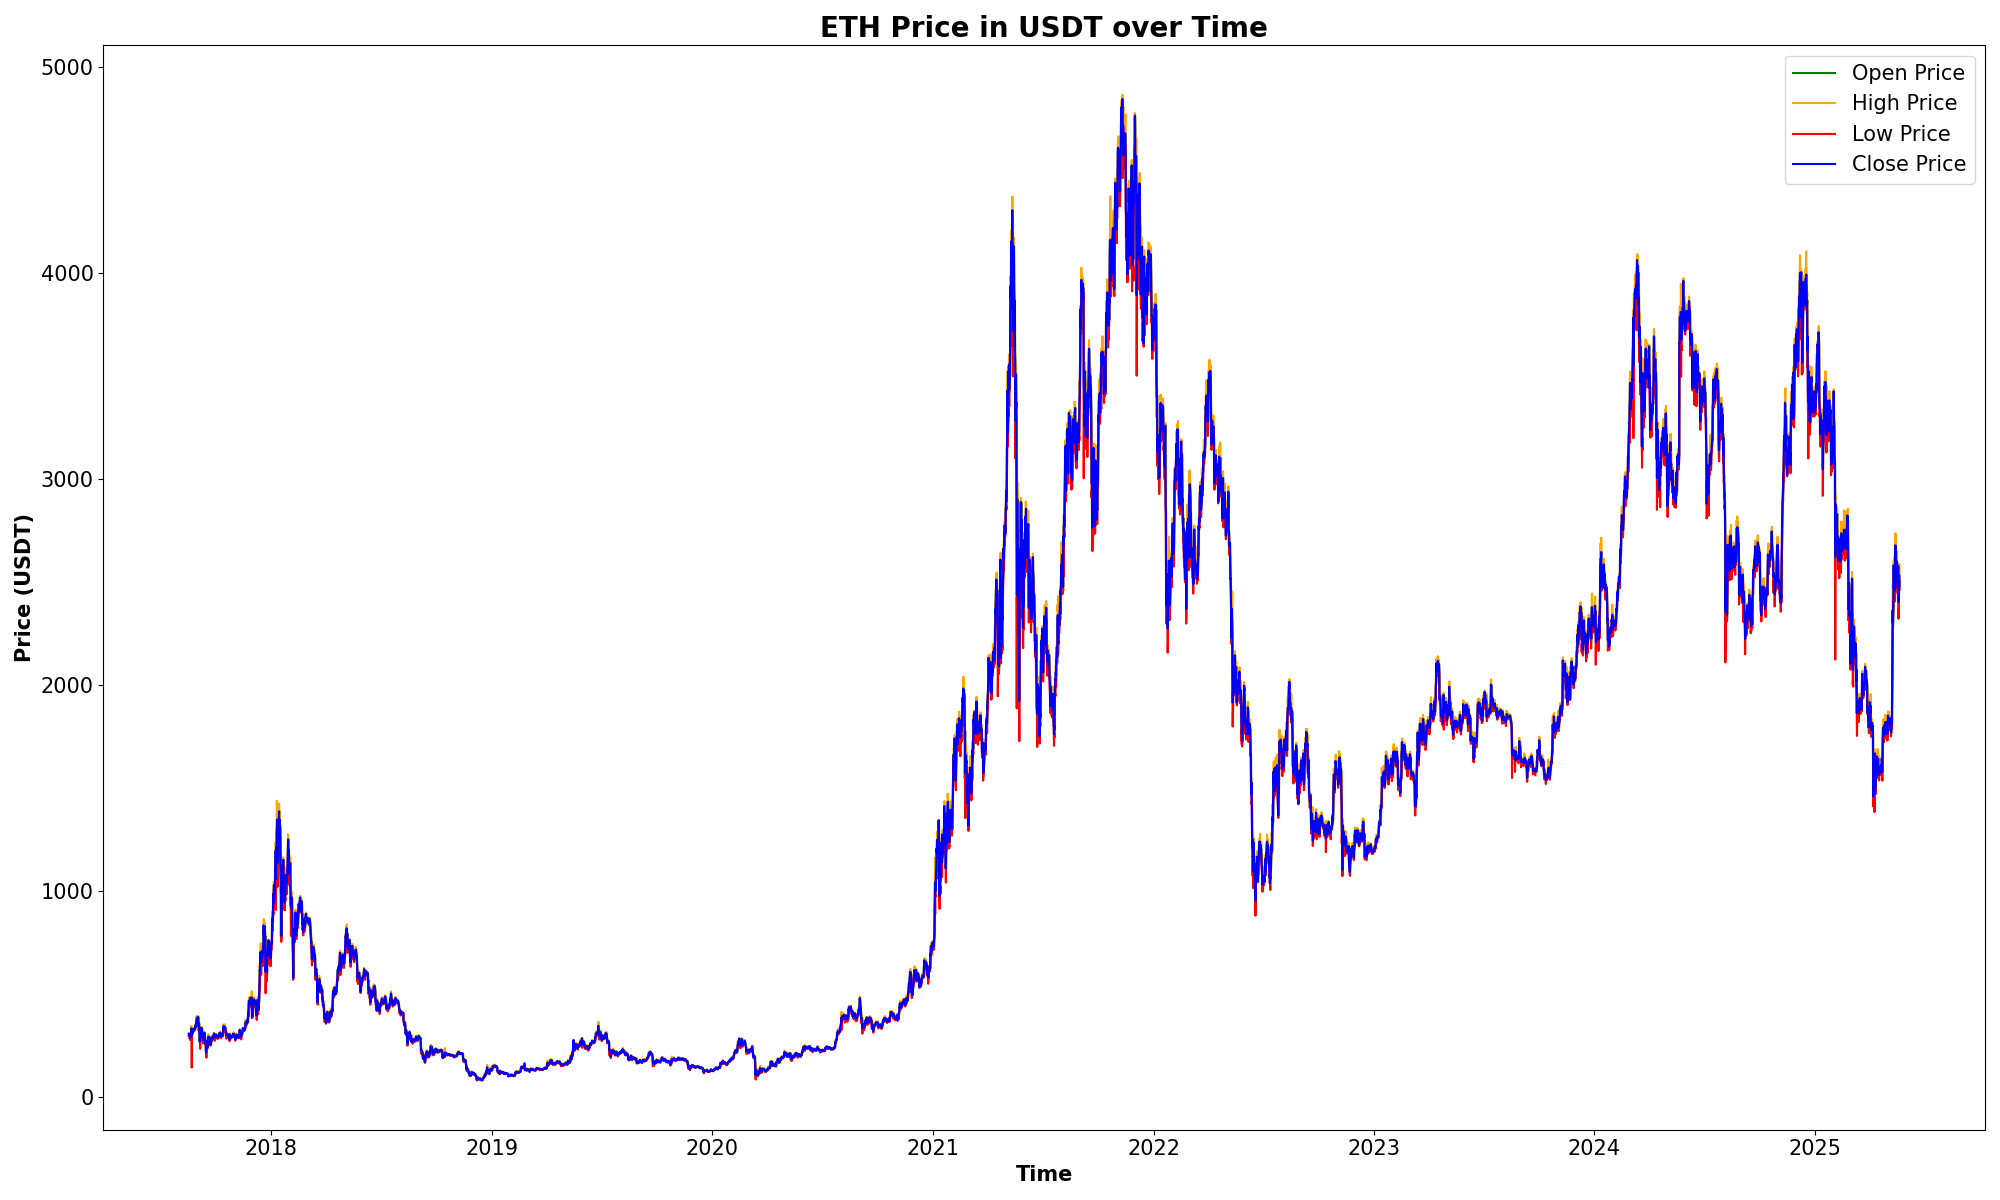 ETH Price in USDT over Time
Open Price
High Price
Low Price
Close Price
Price (USDT)
5000
4000
3000
2000
1000
0
2018 2019 2020 2021 2022 2023 2024 2025
Time